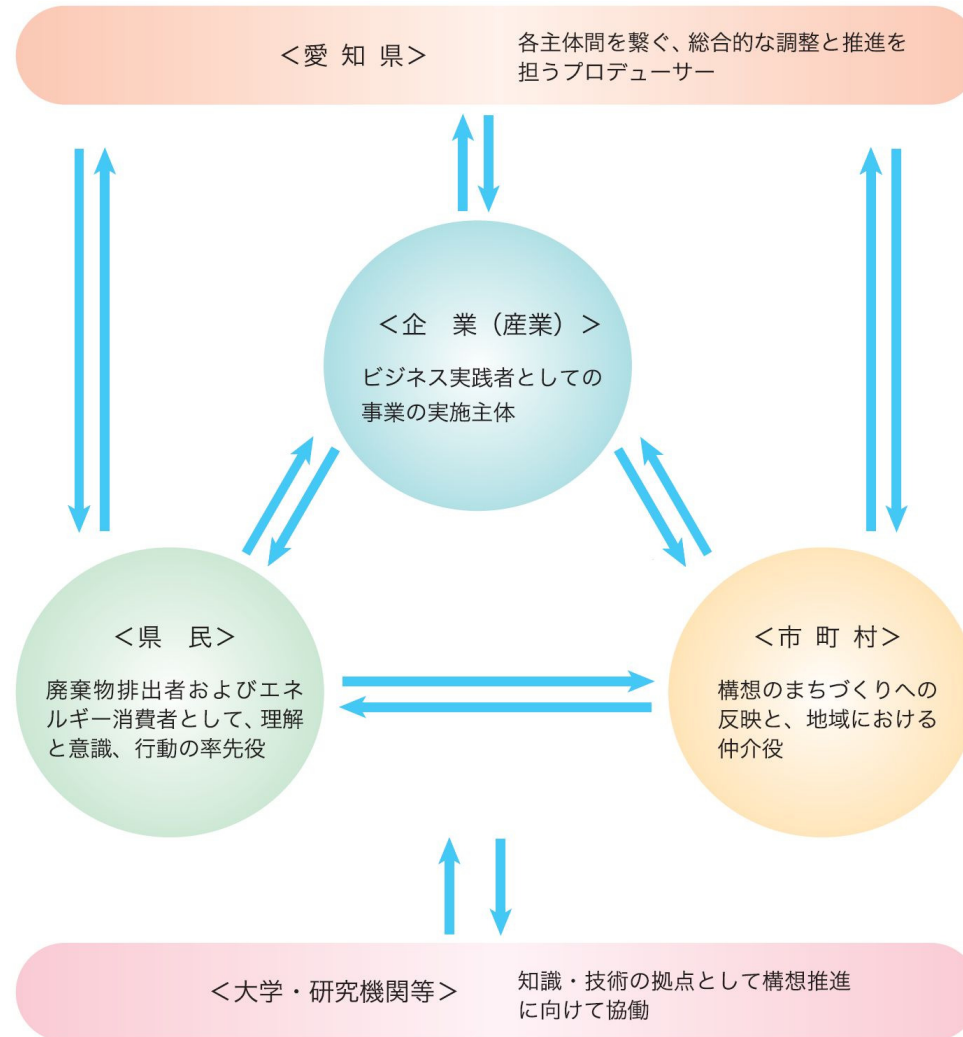 ＜愛 知 県＞
各主体間を繋ぐ、総合的な調整と推進を
担うプロデューサー
＜企　業（産業）＞
ビジネス実践者としての
事業の実施主体
＜県　民＞
廃棄物排出者およびエネ
ルギー消費者として、理解
と意識、行動の率先役
＜市 町 村＞
構想のまちづくりへの
反映と、地域における
仲介役
＜大学・研究機関等＞
知識・技術の拠点として構想推進
に向けて協働